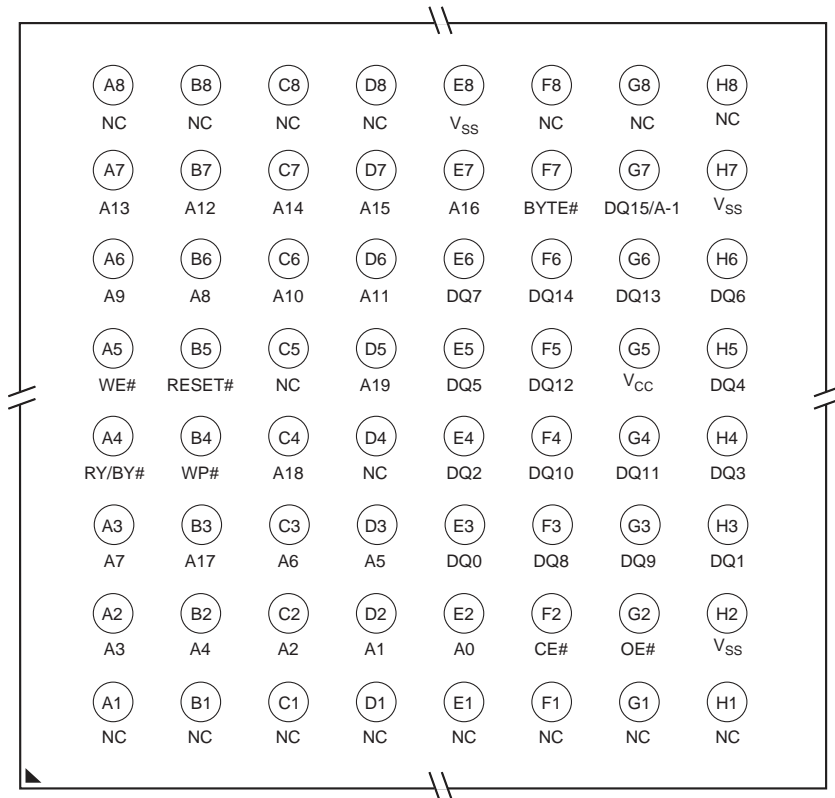 A8 B8 C8 D8 E8 F8 G8 H8
NC NC NC NC VSS NC NC NC
A7 B7 C7 D7 E7 F7 G7 H7
A13 A12 A14 A15 A16 BYTE# DQ15/A-1 VSS
A6 B6 C6 D6 E6 F6 G6 H6
A9 A8 A10 A11 DQ7 DQ14 DQ13 DQ6
A5 B5 C5 D5 E5 F5 G5 H5
WE# RESET# NC A19 DQ5 DQ12 VCC DQ4
A4 B4 C4 D4 E4 F4 G4 H4
RY/BY# WP# A18 NC DQ2 DQ10 DQ11 DQ3
A3 B3 C3 D3 E3 F3 G3 H3
A7 A17 A6 A5 DQ0 DQ8 DQ9 DQ1
A2 B2 C2 D2 E2 F2 G2 H2
A3 A4 A2 A1 A0 CE# OE# VSS
A1 B1 C1 D1 E1 F1 G1 H1
NC NC NC NC NC NC NC NC